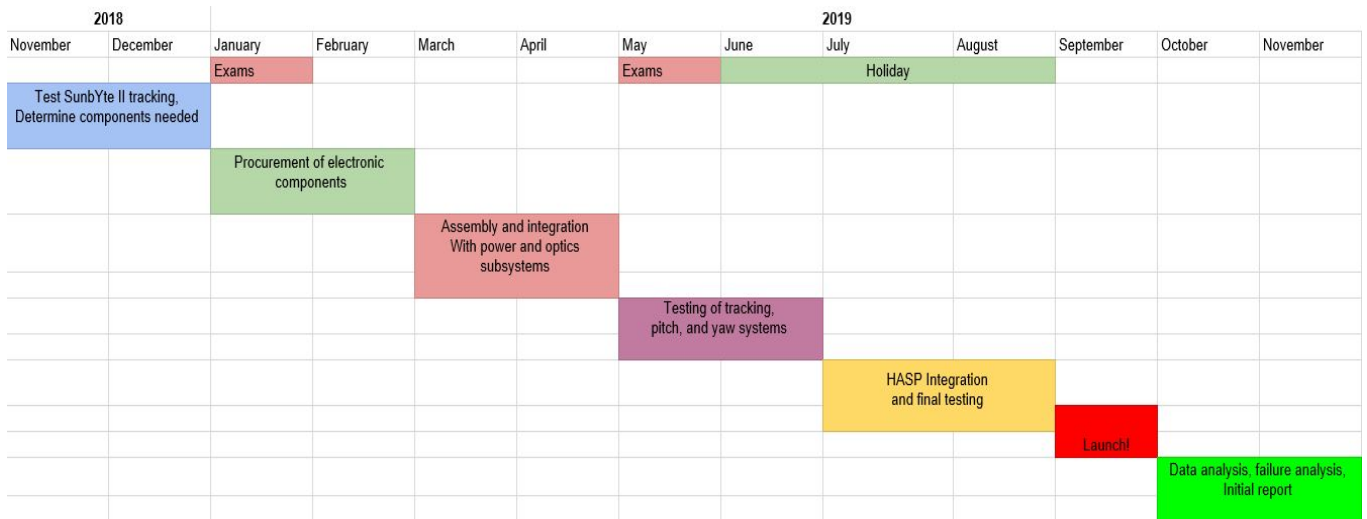 2018 2019
November December January February March April May June July August September October November
Exams Exams Holiday
Test SunbYte II tracking,
Determine components needed
Procurement of electronic
components
Assembly and integration
With power and optics
subsystems
Testing of tracking,
pitch, and yaw systems
HASP Integration
and final testing
Launch!
Data analysis, failure analysis,
Initial report